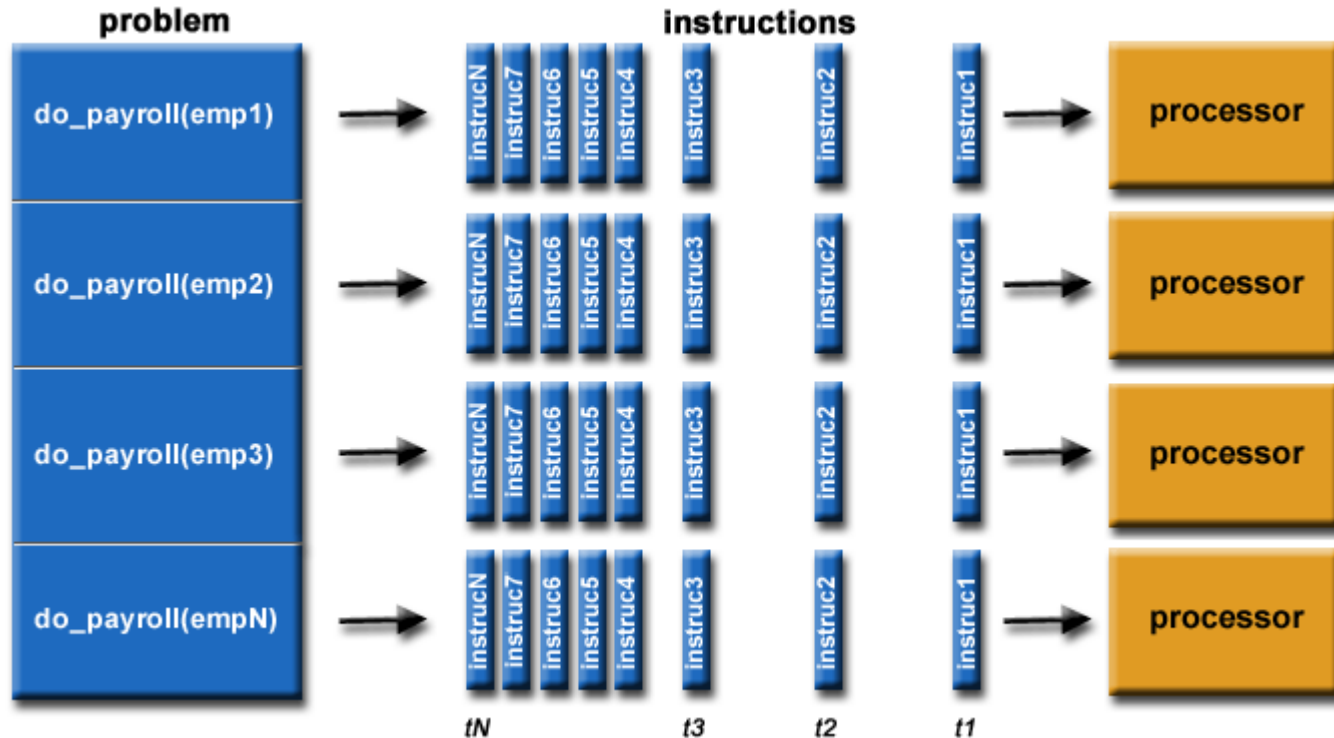 problem
instructions
do_payroll(emp1)
instrucN
instruc7
instruc6
instruc5
instruc4
instruc3
instruc2
instruc1
processor
do_payroll(emp2)
instrucN
instruc7
instruc6
instruc5
instruc4
instruc3
instruc2
instruc1
processor
do_payroll(emp3)
instrucN
instruc7
instruc6
instruc5
instruc4
instruc3
instruc2
instruc1
processor
do_payroll(empN)
instrucN
instruc7
instruc6
instruc5
instruc4
instruc3
instruc2
instruc1
processor
tN
t3
t2
t1